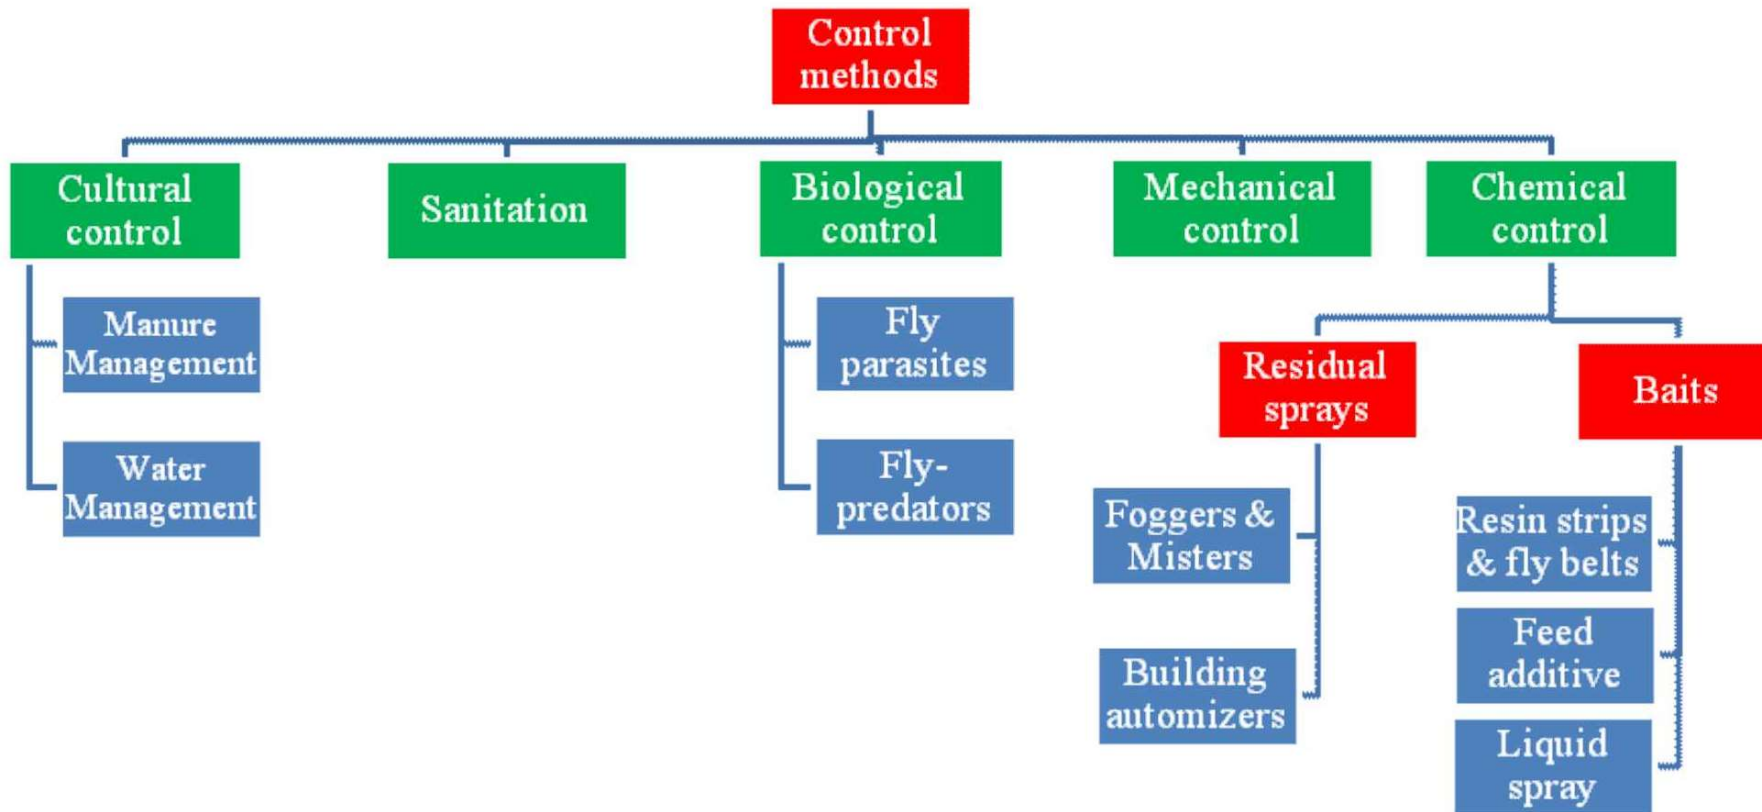 Control
methods
Cultural
control
Sanitation
Biological
control
Mechanical
control
Chemical
control
Manure
Management
Water
Management
Fly
parasites
Fly-
predators
Residual
sprays
Baits
Foggers &
Misters
Building
automizers
Resin strips
& fly belts
Feed
additive
Liquid
spray